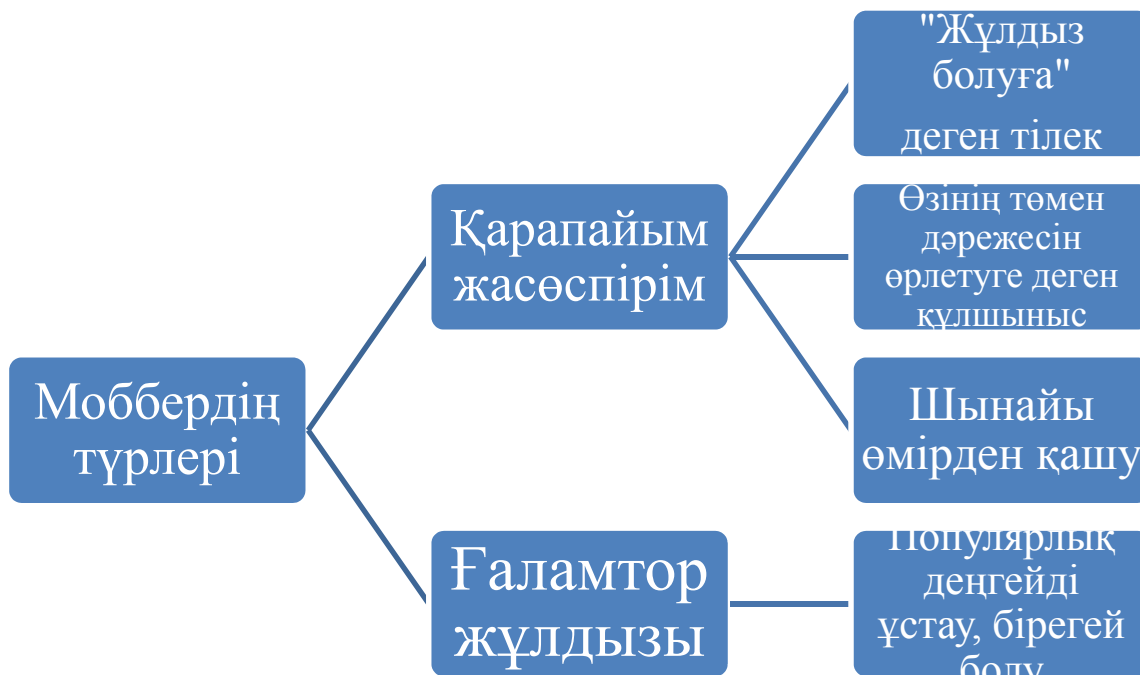 Моббердің
түрлері
Қарапайым
жасөспірім
"Жұлдыз
болуға"
деген тілек
Өзінің төмен
дәрежесін
өрлетуге деген
құлшыныс
Шынайы
өмірден қашу
Ғаламтор
жұлдызы
Популярлық
деңгейді
ұстау, бірегей
болу